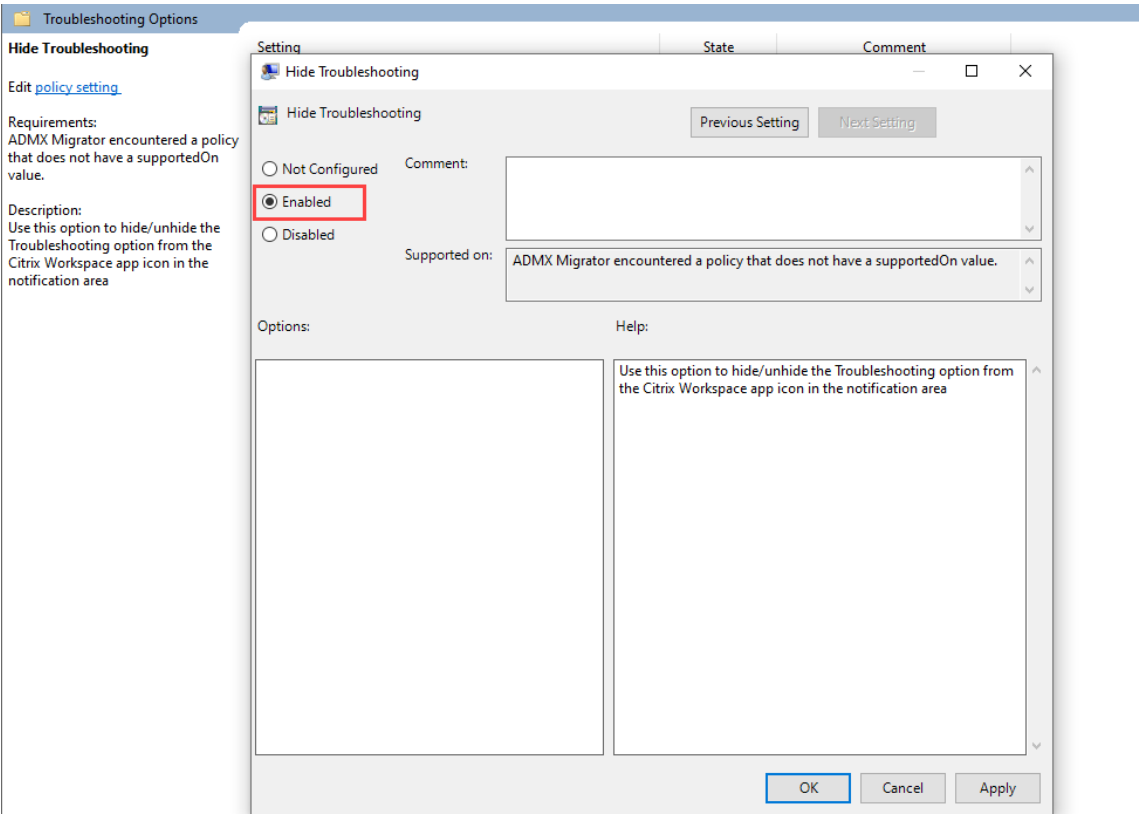 Troubleshooting Options
Hide Troubleshooting
Edit policy setting
Requirements:
ADMX Migrator encountered a policy
that does not have a supportedOn
value.
Description:
Use this option to hide/unhide the
Troubleshooting option from the
Citrix Workspace app icon in the
notification area
Setting State Comment
Hide Troubleshooting
Hide Troubleshooting
Previous Setting Next Setting
Not Configured
Enabled
Disabled
Comment:
Supported on:
ADMX Migrator encountered a policy that does not have a supportedOn value.
Options: Help:
Use this option to hide/unhide the Troubleshooting option from
the Citrix Workspace app icon in the notification area
OK Cancel Apply